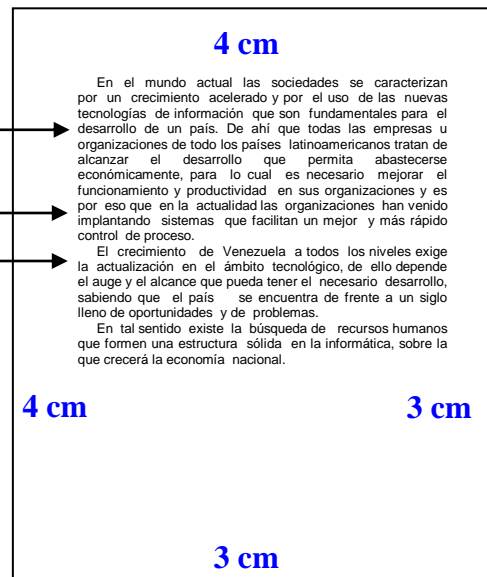 4 cm
En el mundo actual las sociedades se caracterizan
por un crecimiento acelerado y por el uso de las nuevas
tecnologías de información que son fundamentales para el
desarrollo de un país. De ahí que todas las empresas u
organizaciones de todo los países latinoamericanos tratan de
alcanzar el desarrollo que permita abastecerse
económicamente, para lo cual es necesario mejorar el
funcionamiento y productividad en sus organizaciones y es
por eso que en la actualidad las organizaciones han venido
implantando sistemas que facilitan un mejor y más rápido
control de proceso.
El crecimiento de Venezuela a todos los niveles exige
la actualización en el ámbito tecnológico, de ello depende
el auge y el alcance que pueda tener el necesario desarrollo,
sabiendo que el país se encuentra de frente a un siglo
lleno de oportunidades y de problemas.
En tal sentido existe la búsqueda de recursos humanos
que formen una estructura sólida en la informática, sobre la
que crecerá la economía nacional.
4 cm 3 cm
3 cm